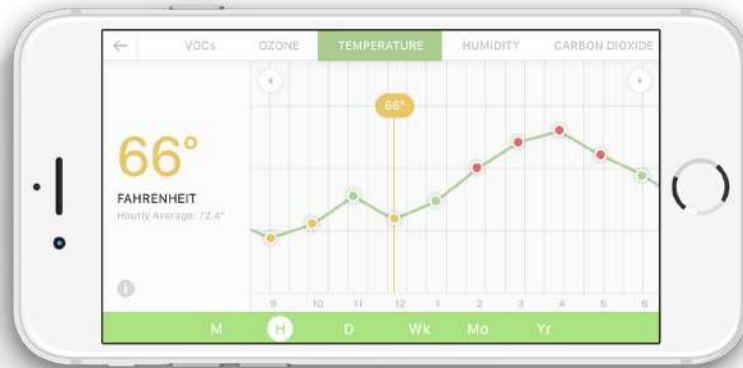 VOCs OZONE TEMPERATURE HUMIDITY CARBON DIOXIDE
66°
66°
FAHRENHEIT
Hourly Average: 72.4°
9 10 11 12 1 2 3 4 5 6
M H D Wk Mo Yr